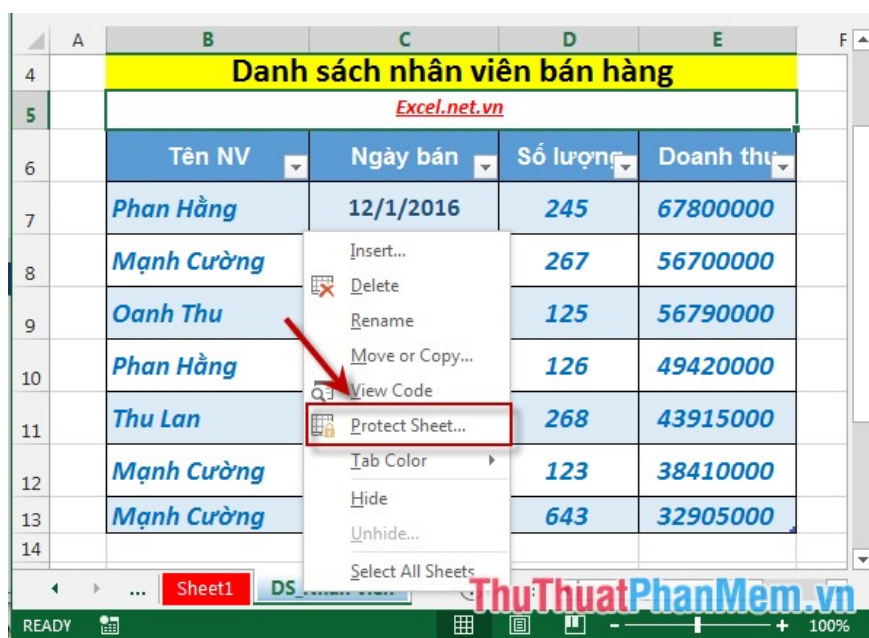 A B C D E F
4 Danh sách nhân viên bán hàng
5 Excel.net.vn
6 Tên NV Ngày bán Số lượng Doanh thu
7 Phan Hằng 12/1/2016 245 67800000
Insert...
8 Mạnh Cường 267 56700000
Delete
9 Oanh Thu Rename 125 56790000
Move or Copy...
10 Phan Hằng 126 49420000
View Code
11 Thu Lan Protect Sheet... 268 43915000
Tab Color
12 Mạnh Cường 123 38410000
Hide
13 Mạnh Cường 643 32905000
Unhide...
14
Select All Sheets
... Sheet1 DS_Nhân viên
ThuThuatPhanMem.vn
READY 100%